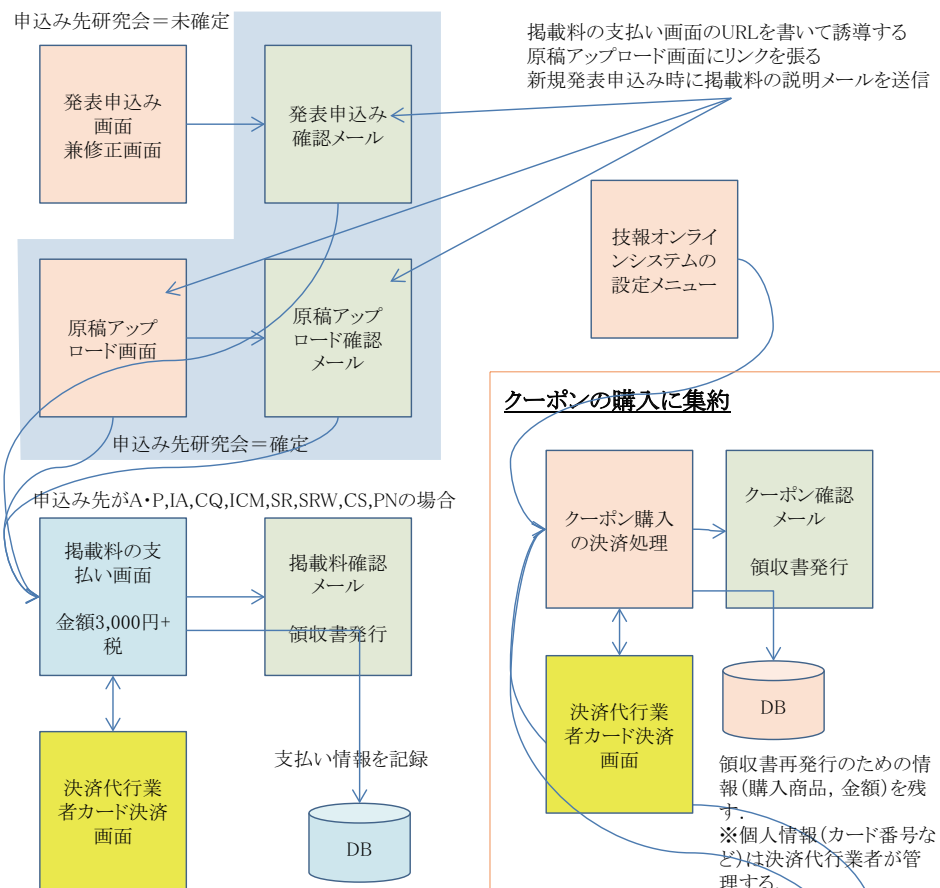 申込み先研究会＝未確定
掲載料の支払い画面のURLを書いて誘導する
原稿アップロード画面にリンクを張る
新規発表申込み時に掲載料の説明メールを送信
発表申込み
画面
兼修正画面
発表申込み
確認メール
技報オンライ
ンシステムの
設定メニュー
原稿アップ
ロード画面
原稿アップ
ロード確認
メール
申込み先研究会＝確定
クーポンの購入に集約
申込み先がA・P,IA,CQ,ICM,SR,SRW,CS,PNの場合
掲載料の支
払い画面
金額3,000円+
税
掲載料確認
メール
領収書発行
クーポン購入
の決済処理
クーポン確認
メール
領収書発行
決済代行業
者カード決済
画面
支払い情報を記録
DB
決済代行業
者カード決済
画面
DB
領収書再発行のための情
報（購入商品，金額）を残
す．
※個人情報（カード番号な
ど）は決済代行業者が管
理する．